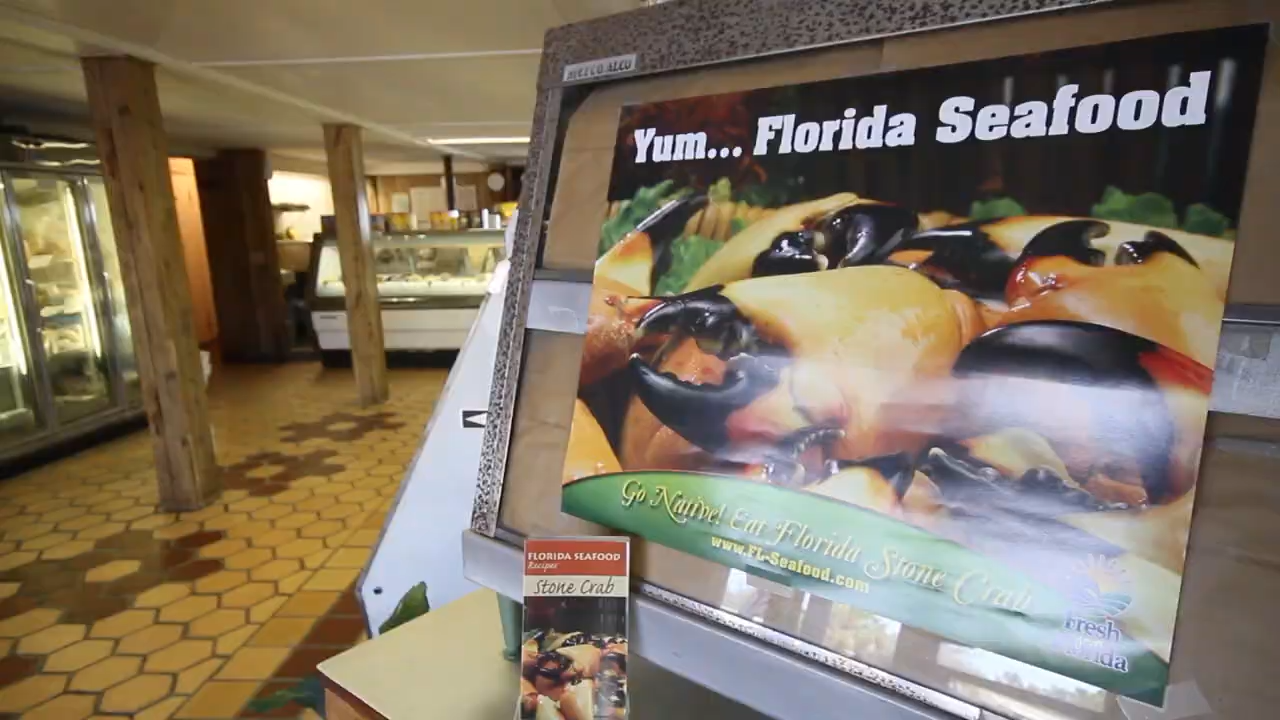 Yum... Florida Seafood
Go Native! Eat Florida Stone Crab
www.FL-Seafood.com
Fresh
FLORIDA SEAFOOD
Recipes
Stone Crab